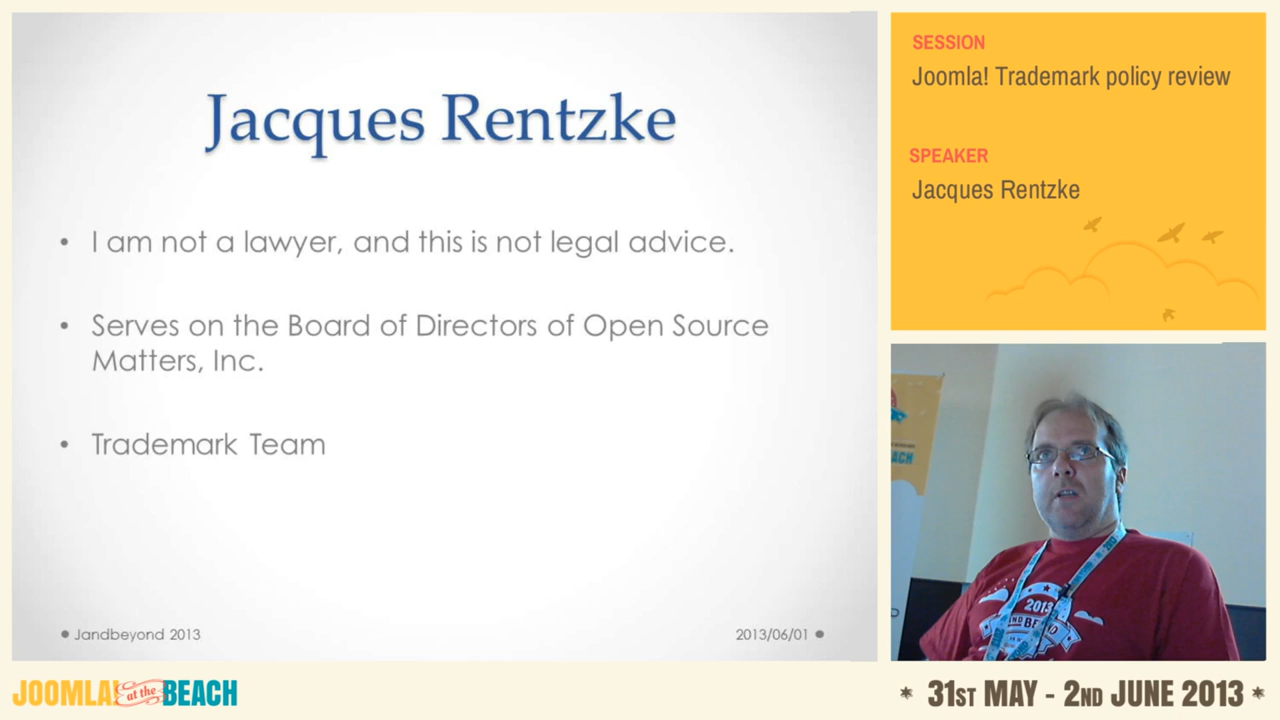 Jacques Rentzke
• I am not a lawyer, and this is not legal advice.
• Serves on the Board of Directors of Open Source
Matters, Inc.
• Trademark Team
Jandbeyond 2013
2013/06/01
SESSION
Joomla! Trademark policy review
SPEAKER
Jacques Rentzke
ACH
2013
JOOMLA! at the BEACH
* 31ST MAY - 2ND JUNE 2013 *